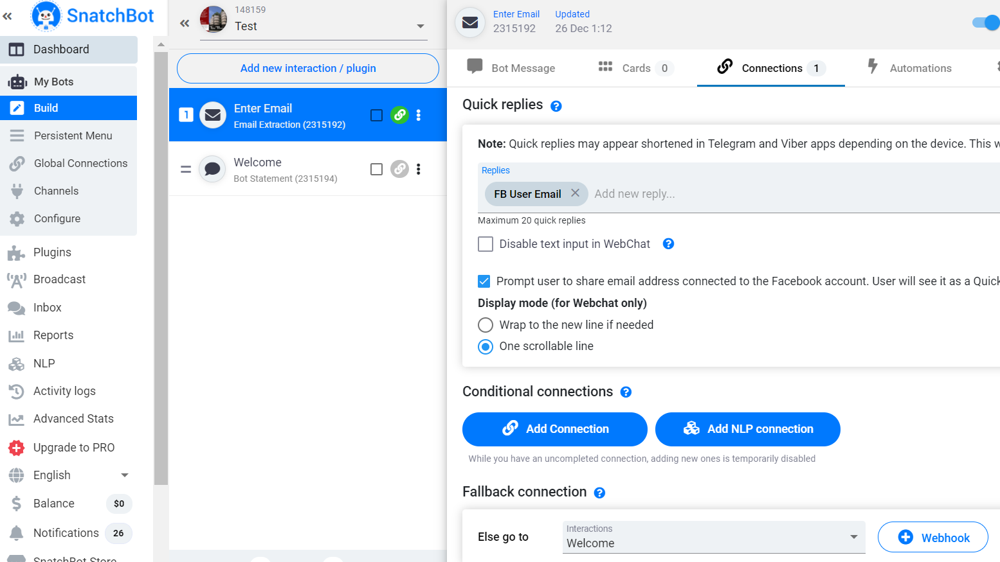 SnatchBot
Dashboard
My Bots
Build
Persistent Menu
Global Connections
Channels
Configure
Plugins
Broadcast
Inbox
Reports
NLP
Activity logs
Advanced Stats
Upgrade to PRO
English
Balance $0
Notifications 26
SnatchBot Store
148159
Test
Add new interaction / plugin
1 Enter Email
Email Extraction (2315192)
Welcome
Bot Statement (2315194)
Enter Email Updated
2315192 26 Dec 1:12
Bot Message Cards 0 Connections 1 Automations
Quick replies
Note: Quick replies may appear shortened in Telegram and Viber apps depending on the device. This w
Replies
FB User Email Add new reply...
Maximum 20 quick replies
Disable text input in WebChat
Prompt user to share email address connected to the Facebook account. User will see it as a Quick
Display mode (for Webchat only)
Wrap to the new line if needed
One scrollable line
Conditional connections
Add Connection Add NLP connection
While you have an uncompleted connection, adding new ones is temporarily disabled
Fallback connection
Else go to
Interactions
Welcome
Webhook